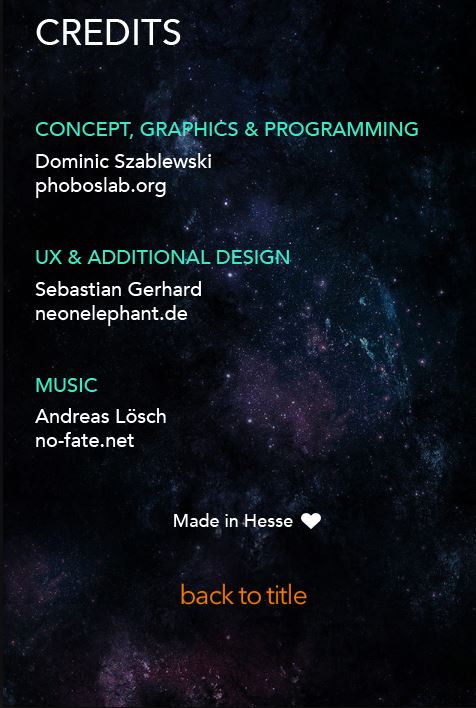 CREDITS
CONCEPT, GRAPHICS & PROGRAMMING
Dominic Szablewski
phoboslab.org
UX & ADDITIONAL DESIGN
Sebastian Gerhard
neonelephant.de
MUSIC
Andreas Lösch
no-fate.net
Made in Hesse ♥
back to title